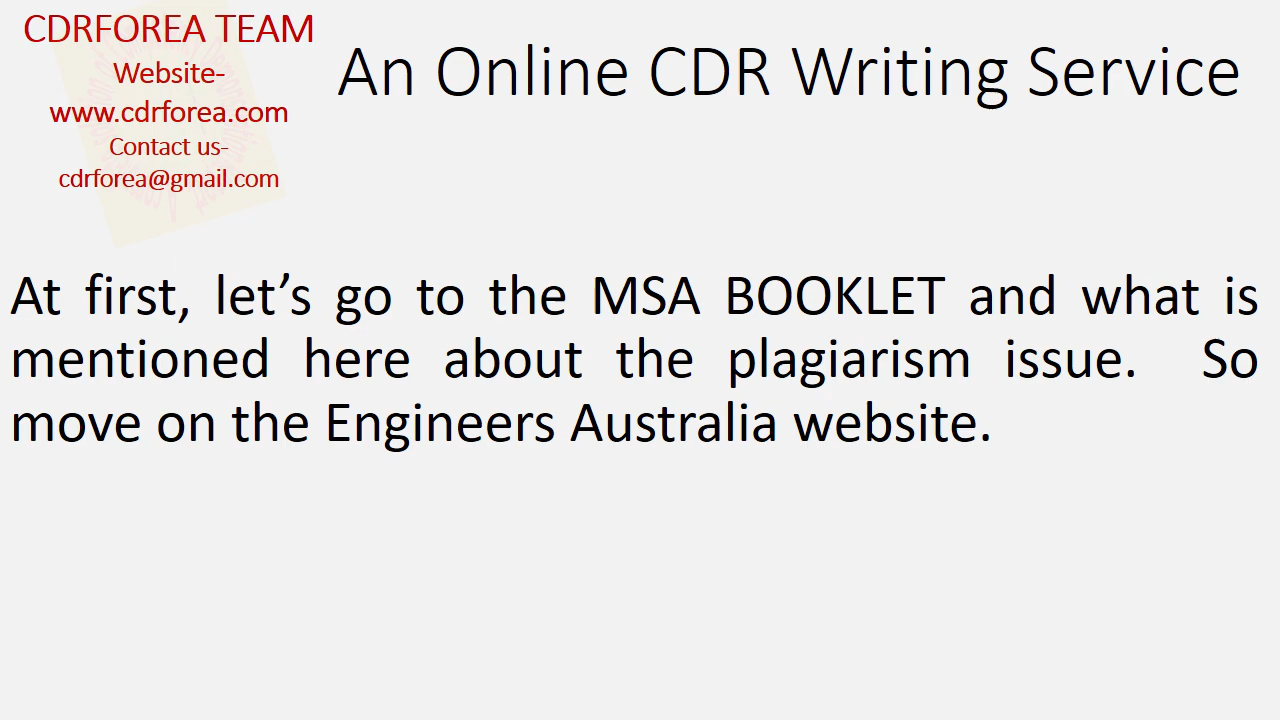 CDRFOREA TEAM
Website-
www.cdrforea.com
Contact us-
cdrforea@gmail.com
An Online CDR Writing Service
At first, let’s go to the MSA BOOKLET and what is
mentioned here about the plagiarism issue. So
move on the Engineers Australia website.